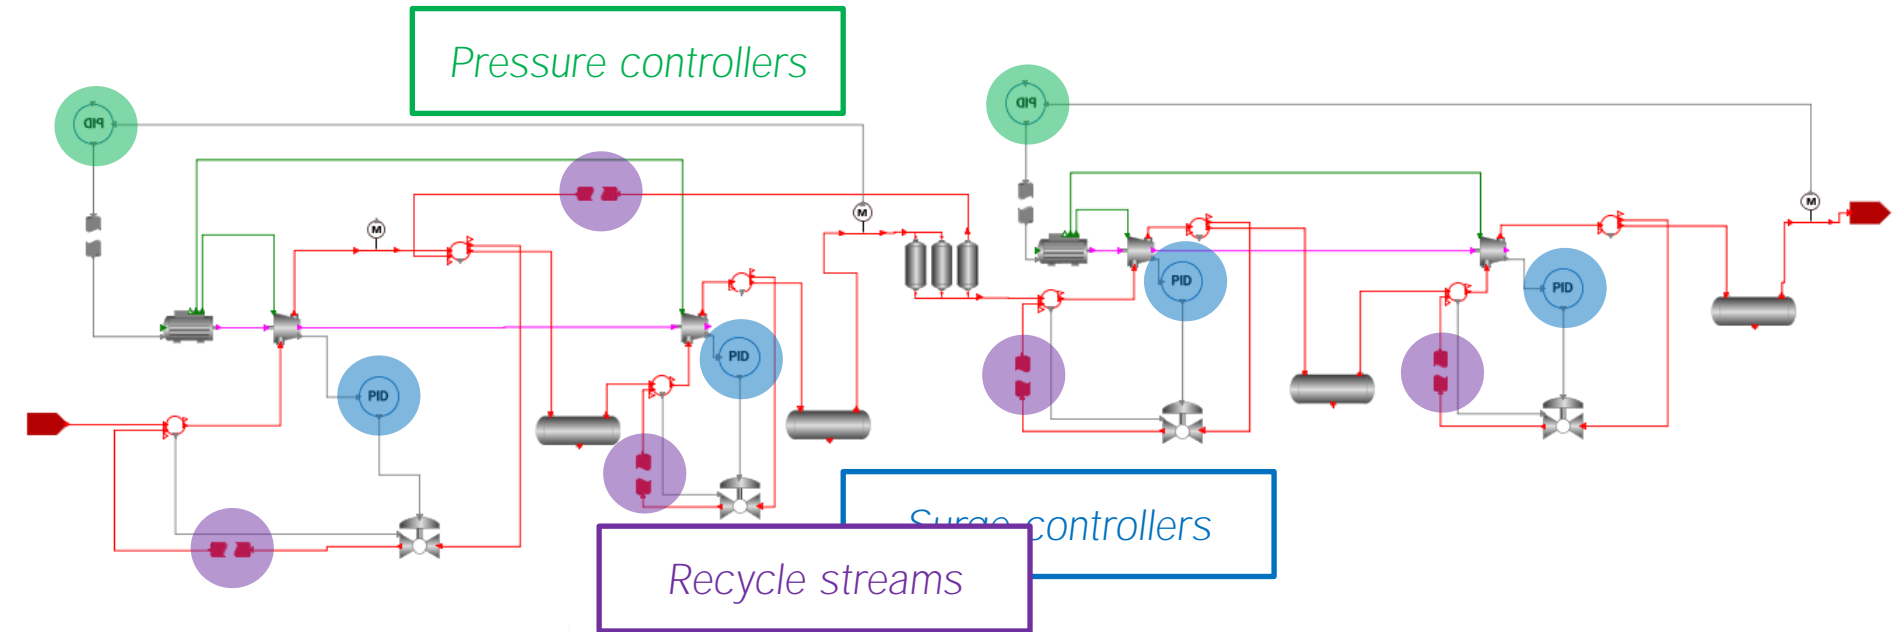 Pressure controllers
PID
PID
M
M
M
PID
PID
PID
PID
Surge controllers
Recycle streams